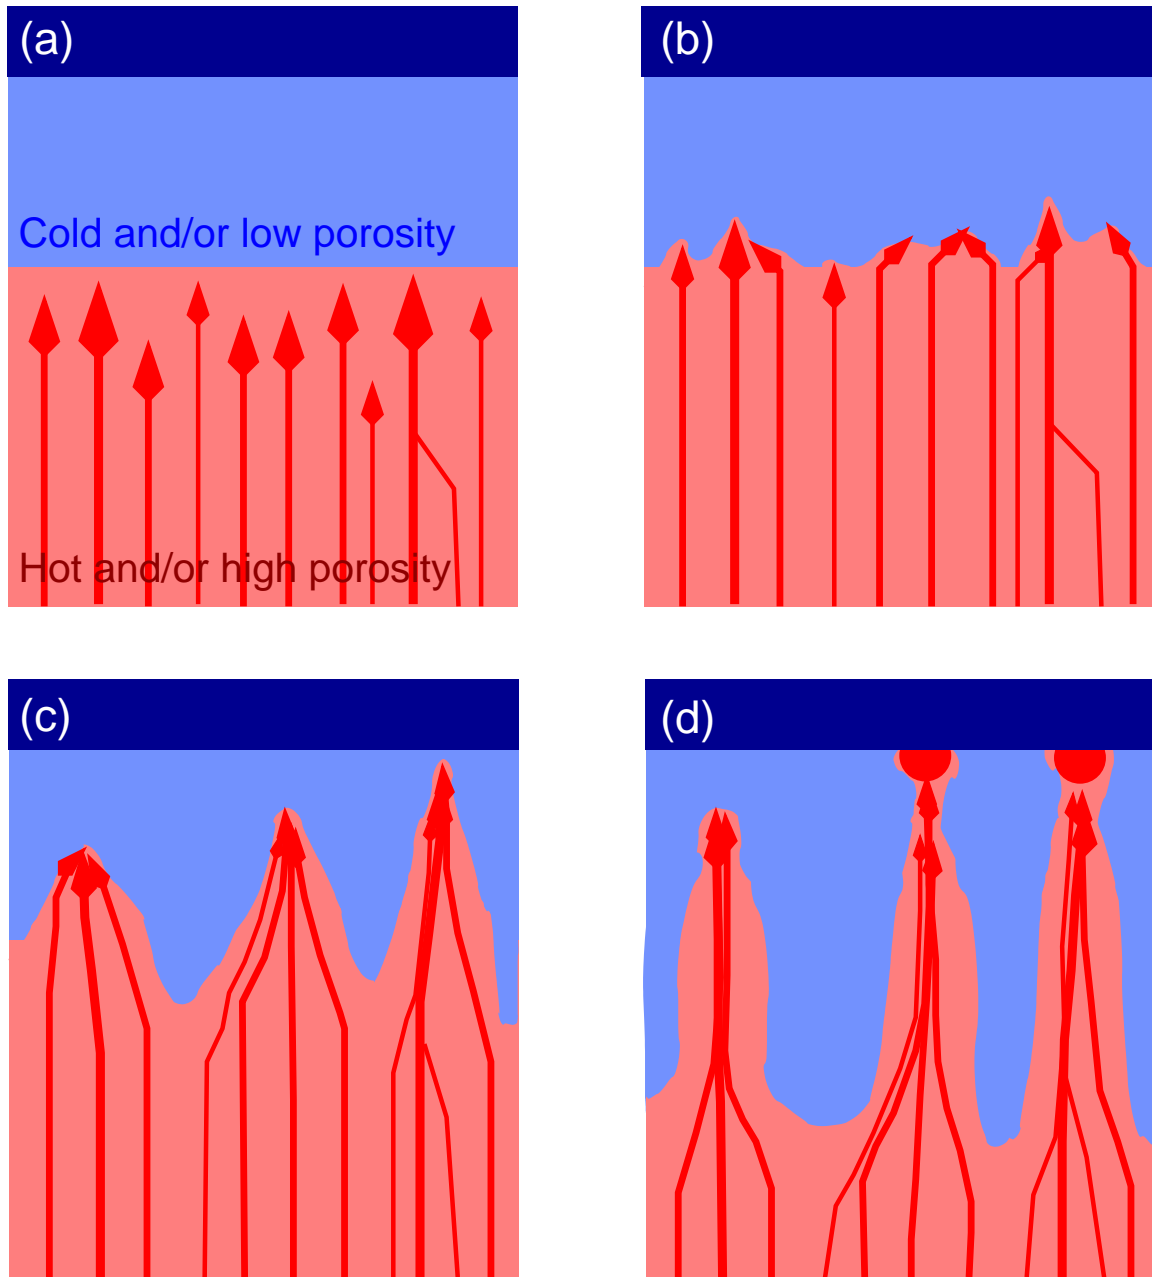 (a)
(b)
Cold and/or low porosity
Hot and/or high porosity
(c)
(d)